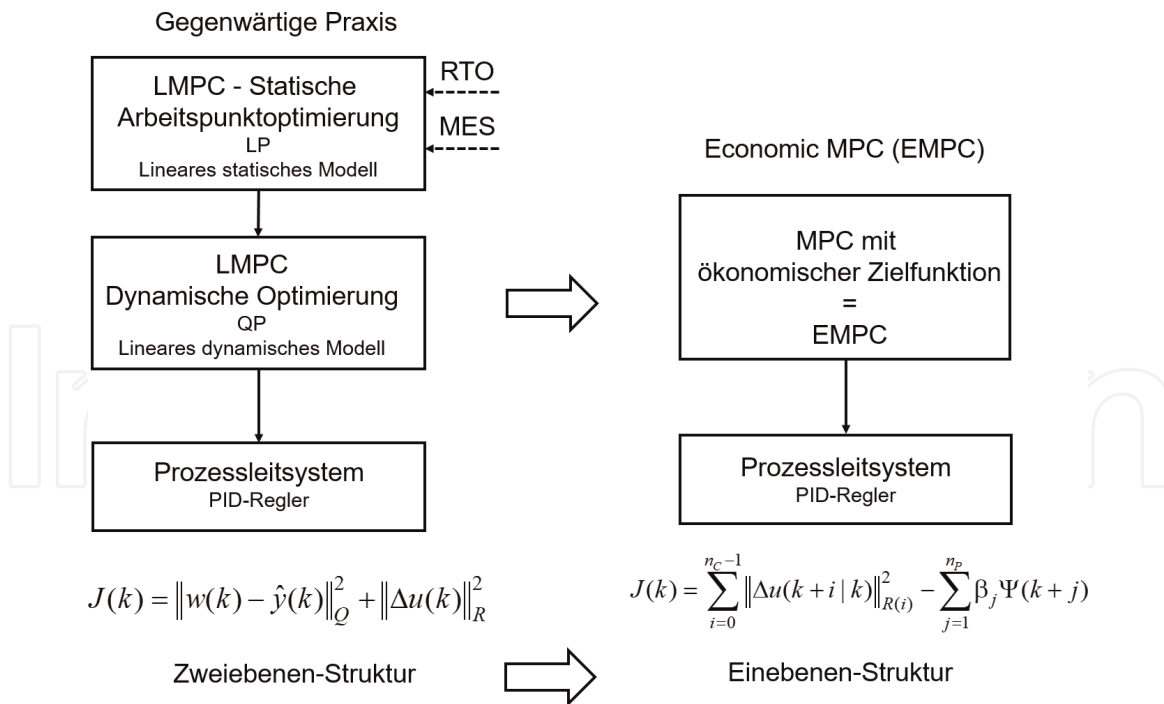 Gegenwärtige Praxis
LMPC - Statische
Arbeitspunktoptimierung
LP
Lineares statisches Modell
RTO
MES
LMPC
Dynamische Optimierung
QP
Lineares dynamisches Modell
Prozessleitsystem
PID-Regler
J(k) = ‖w(k) − ŷ(k)‖²_Q + ‖Δu(k)‖²_R
Zweiebenen-Struktur
Economic MPC (EMPC)
MPC mit
ökonomischer Zielfunktion
=
EMPC
Prozessleitsystem
PID-Regler
J(k) = ∑_{i=0}^{n_C−1} ‖Δu(k + i | k)‖²_{R(i)} − ∑_{j=1}^{n_P} β_j Ψ(k + j)
Einebenen-Struktur